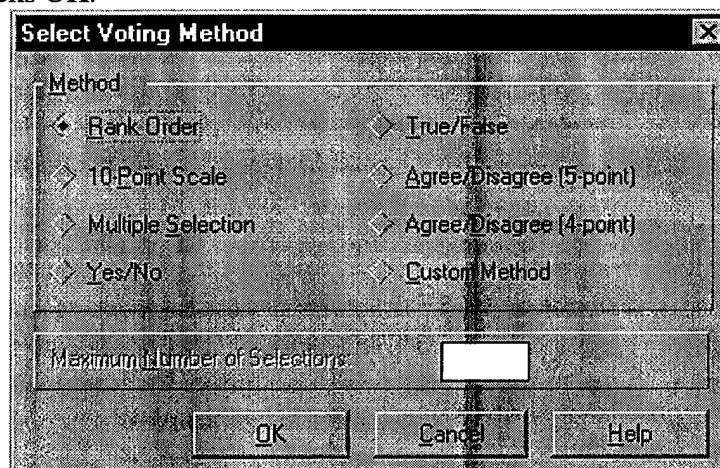 Select Voting Method
Method
Rank Order
True/False
10-Point Scale
Agree/Disagree (5-point)
Multiple Selection
Agree/Disagree (4-point)
Yes/No
Custom Method
Maximum Number of Selections:
OK
Cancel
Help